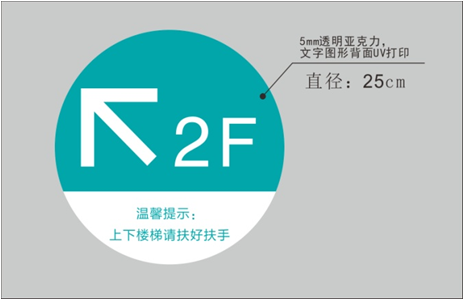 5mm透明亚克力，
文字图形背面UV打印
直径：25cm
2F
温馨提示：
上下楼梯请扶好扶手